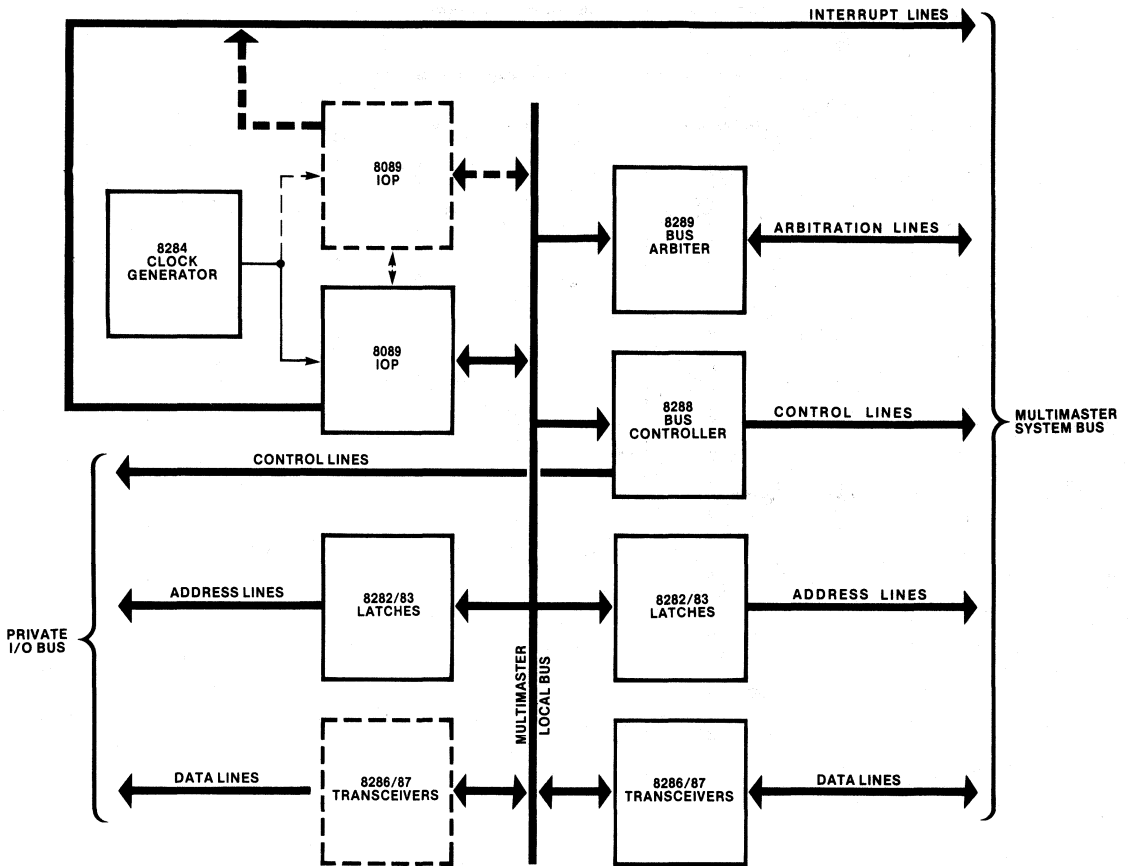 INTERRUPT LINES
8089
IOP
8284
CLOCK
GENERATOR
8289
BUS
ARBITER
ARBITRATION LINES
8089
IOP
8288
BUS
CONTROLLER
CONTROL LINES
MULTIMASTER
SYSTEM BUS
CONTROL LINES
ADDRESS LINES
8282/83
LATCHES
8282/83
LATCHES
ADDRESS LINES
PRIVATE
I/O BUS
MULTIMASTER
LOCAL BUS
DATA LINES
8286/87
TRANSCEIVERS
8286/87
TRANSCEIVERS
DATA LINES